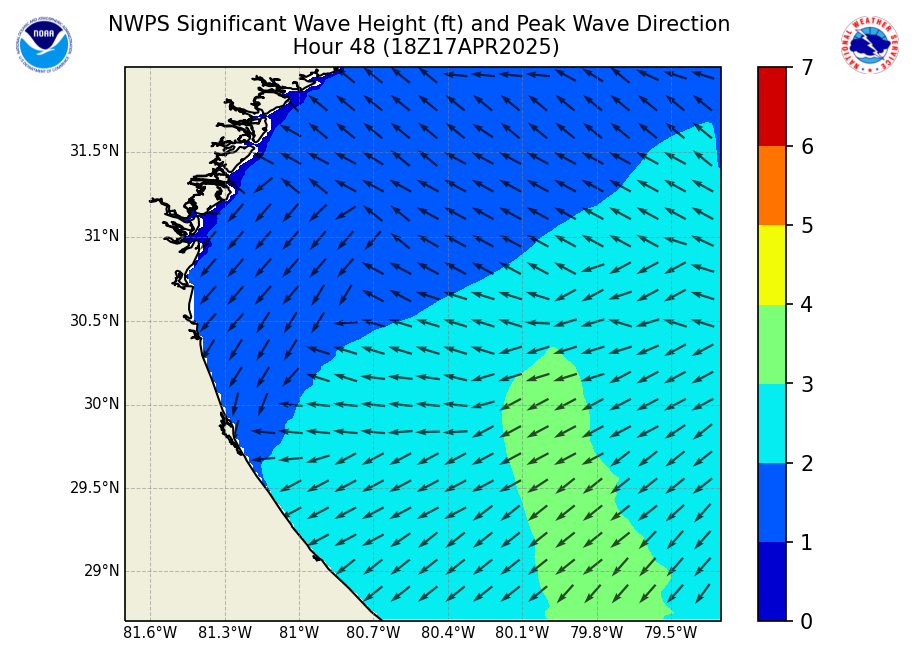 NWPS Significant Wave Height (ft) and Peak Wave Direction
Hour 48 (18Z17APR2025)
NOAA
NATIONAL WEATHER SERVICE
31.5°N
31°N
30.5°N
30°N
29.5°N
29°N
81.6°W 81.3°W 81°W 80.7°W 80.4°W 80.1°W 79.8°W 79.5°W
7
6
5
4
3
2
1
0